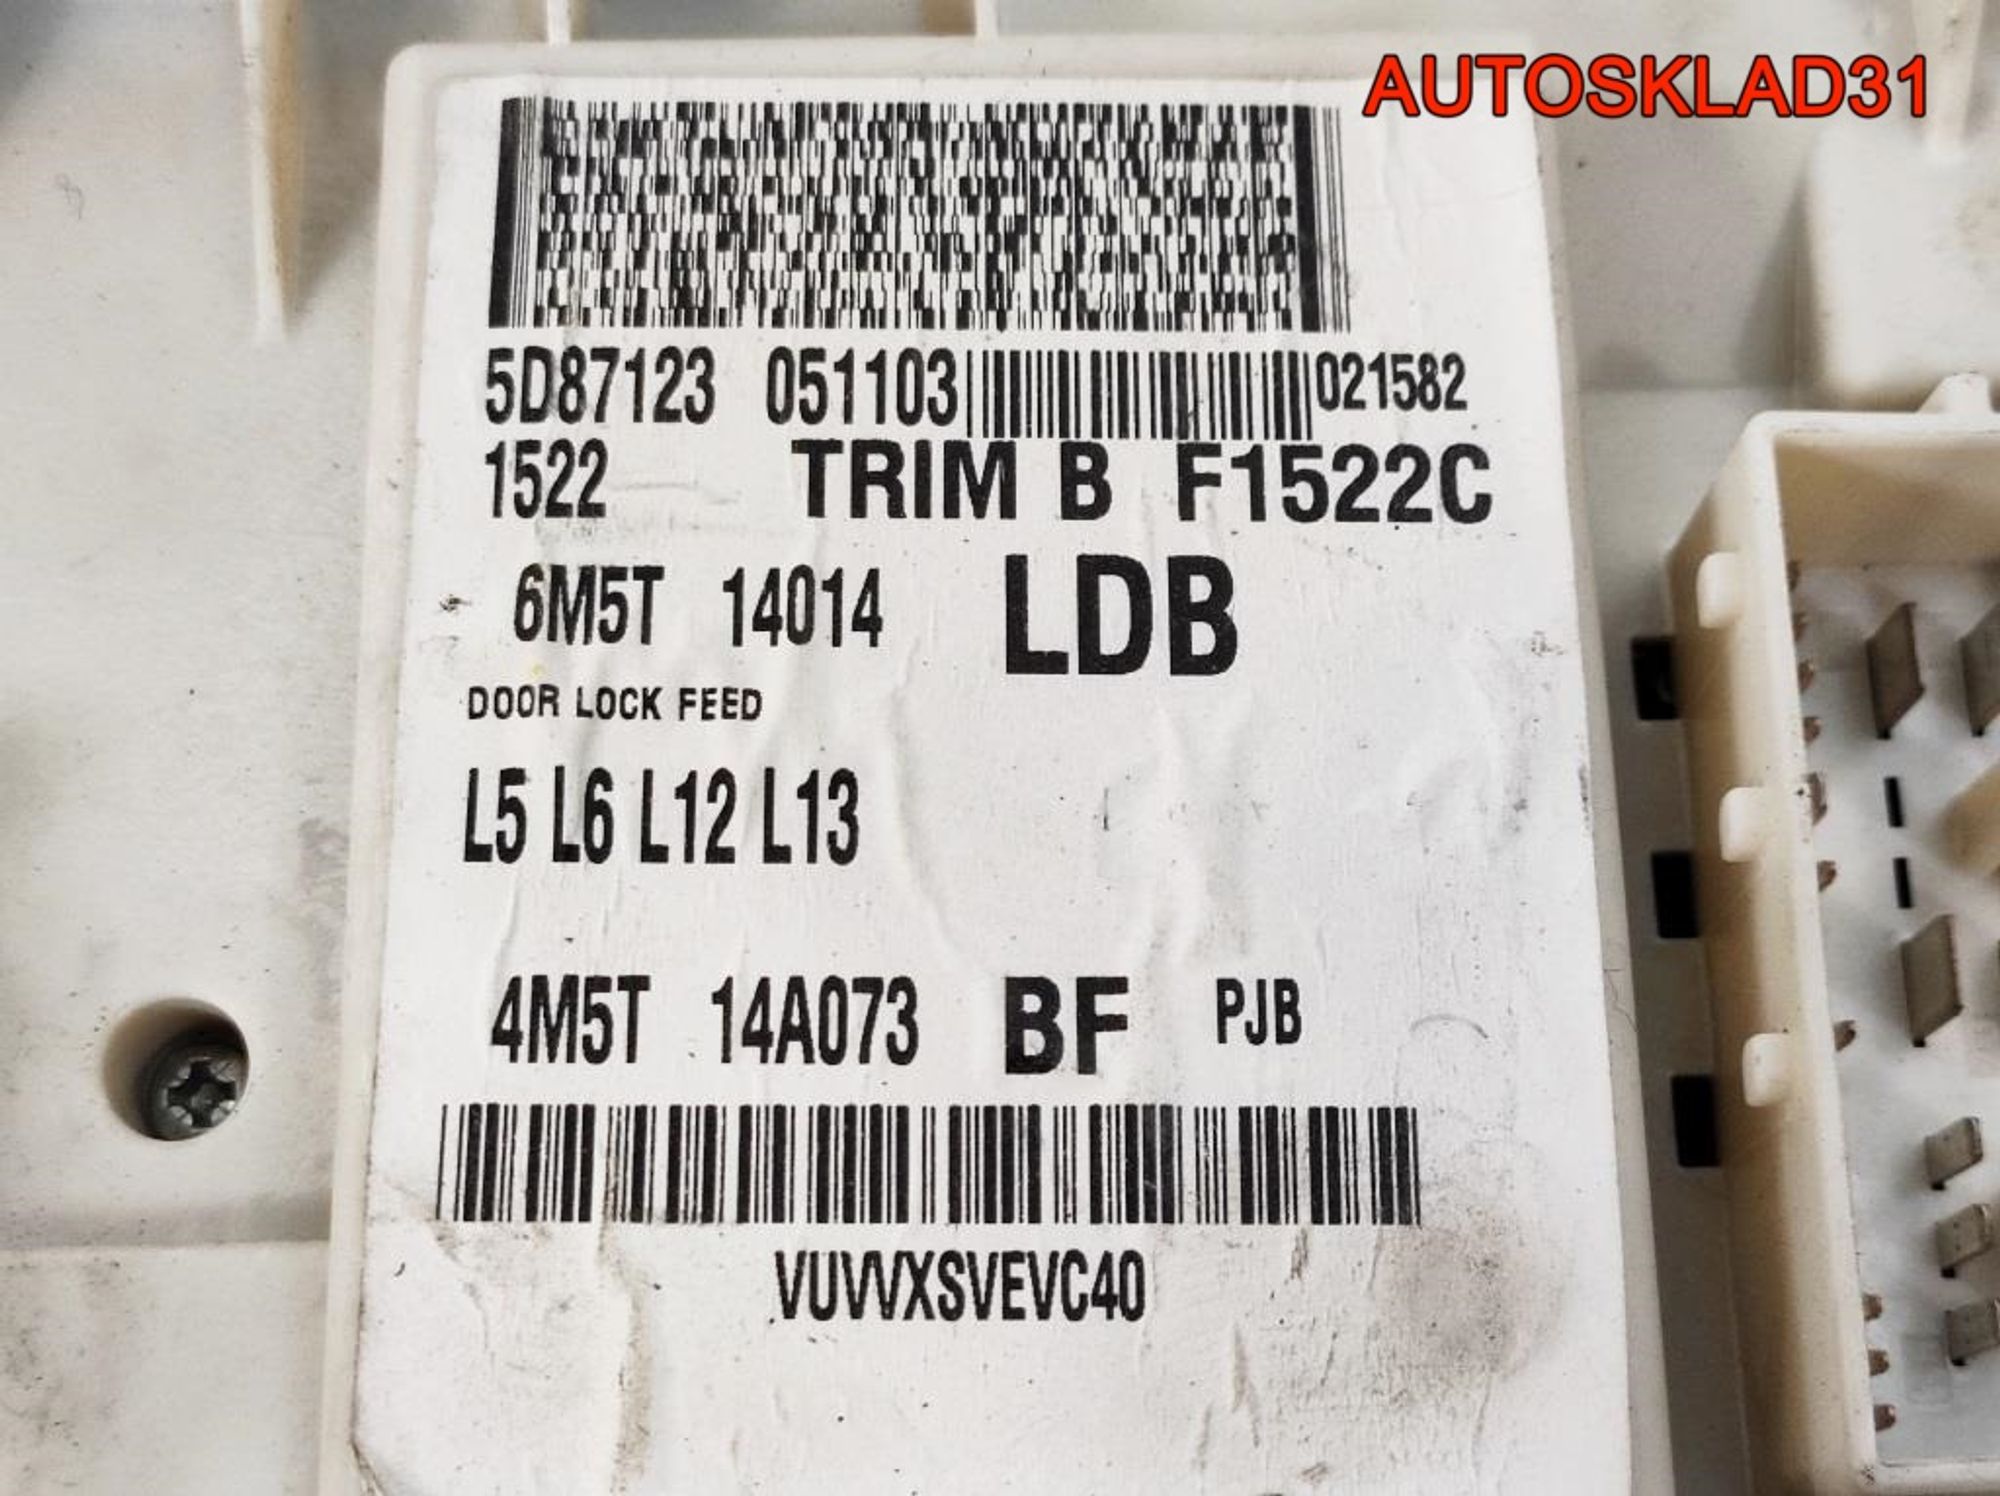 AUTOSKLAD31
5D87123 051103 021582
1522 TRIM B F1522C
6M5T 14014 LDB
DOOR LOCK FEED
L5 L6 L12 L13
4M5T 14A073 BF PJB
VUVVXSVEVC40